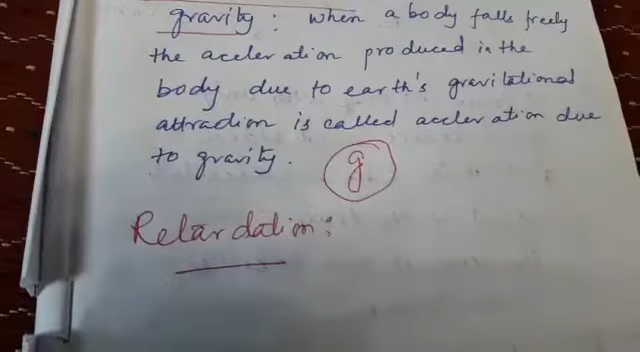 gravity: when a body falls freely
the acceleration produced in the
body due to earth's gravitational
attraction is called acceleration due
to gravity. g
Retardation: